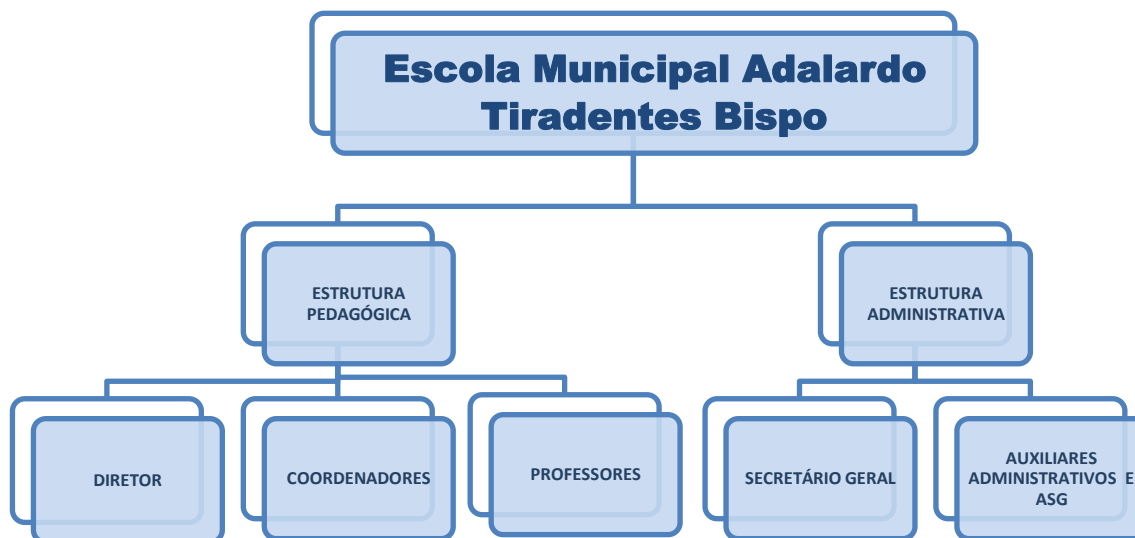 Escola Municipal Adalardo
Tiradentes Bispo
ESTRUTURA
PEDAGÓGICA
ESTRUTURA
ADMINISTRATIVA
DIRETOR
COORDENADORES
PROFESSORES
SECRETÁRIO GERAL
AUXILIARES
ADMINISTRATIVOS E
ASG